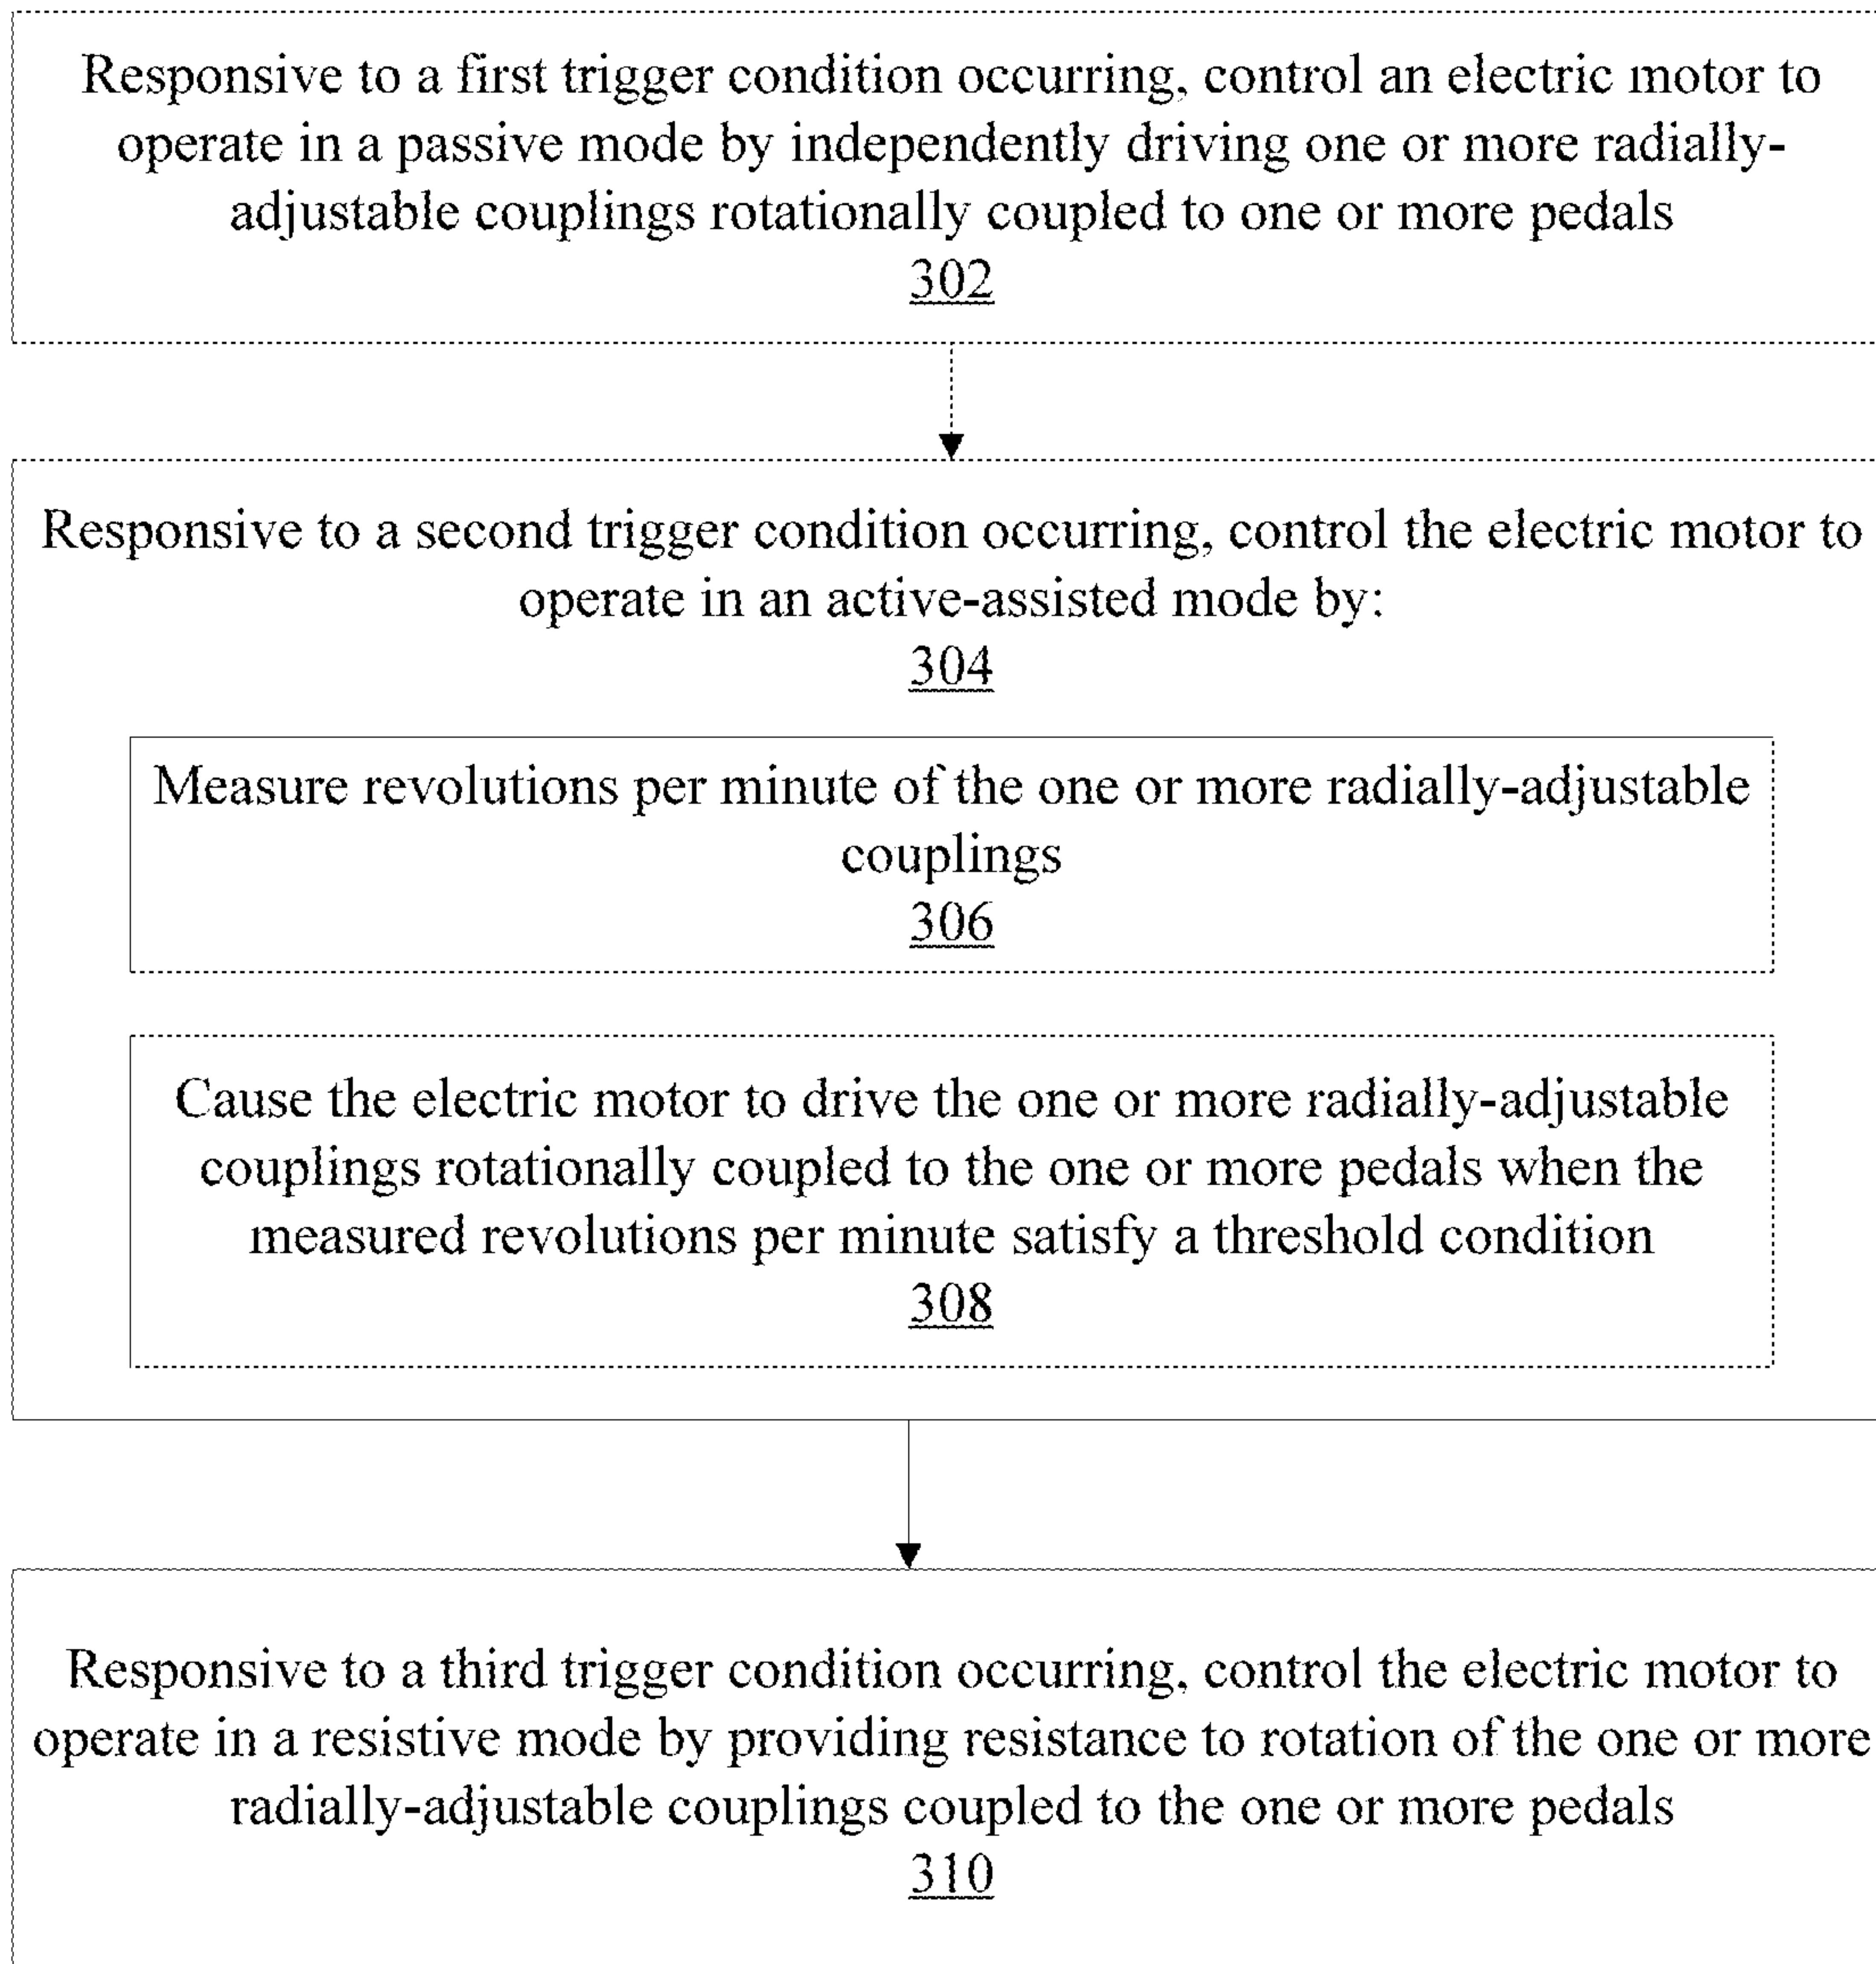 Responsive to a first trigger condition occurring, control an electric motor to
operate in a passive mode by independently driving one or more radially-
adjustable couplings rotationally coupled to one or more pedals
302
Responsive to a second trigger condition occurring, control the electric motor to
operate in an active-assisted mode by:
304
Measure revolutions per minute of the one or more radially-adjustable
couplings
306
Cause the electric motor to drive the one or more radially-adjustable
couplings rotationally coupled to the one or more pedals when the
measured revolutions per minute satisfy a threshold condition
308
Responsive to a third trigger condition occurring, control the electric motor to
operate in a resistive mode by providing resistance to rotation of the one or more
radially-adjustable couplings coupled to the one or more pedals
310